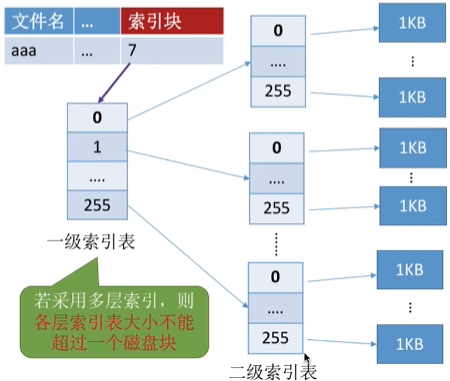 文件名 … 索引块
aaa … 7
0
1
....
255
一级索引表
若采用多层索引，则
各层索引表大小不能
超过一个磁盘块
0
....
255
0
....
255
......
0
....
255
二级索引表
1KB
...
1KB
1KB
...
1KB
1KB
...
1KB